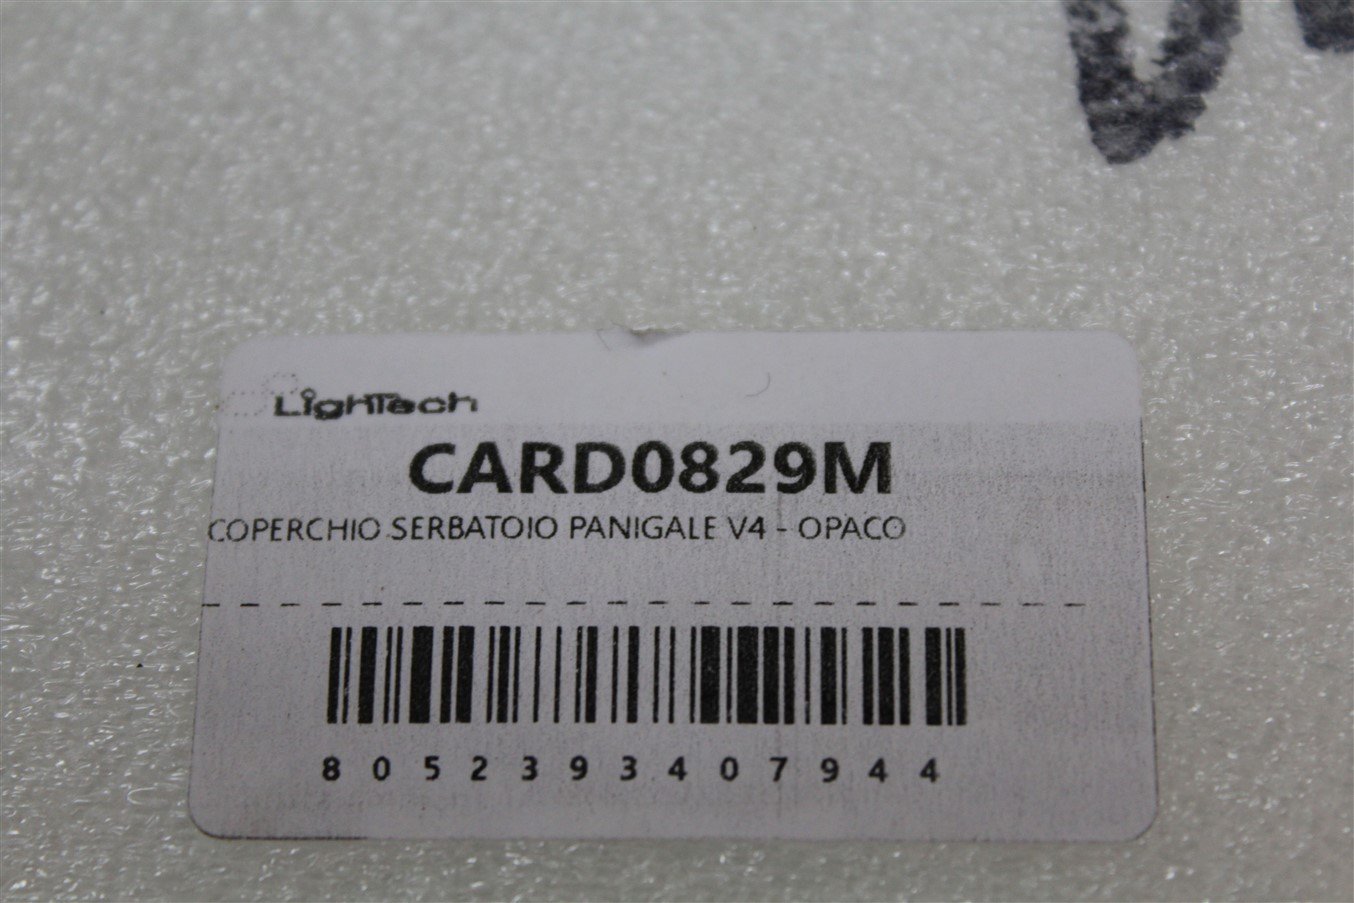 LighTech
CARD0829M
COPERCHIO SERBATOIO PANIGALE V4 - OPACO
8052393407944